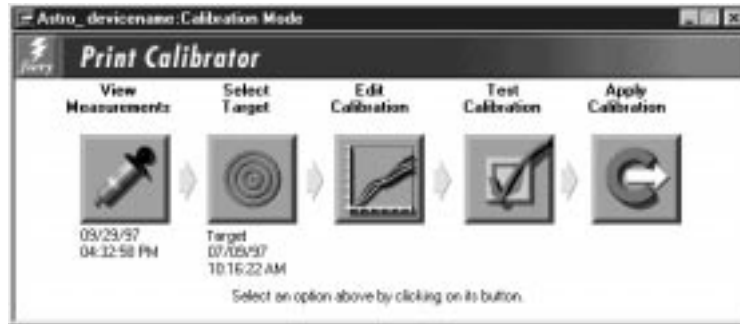 Astro_devicename:Calibration Mode
fiery
Print Calibrator
View Measurements
Select Target
Edit Calibration
Test Calibration
Apply Calibration
09/29/97
04:32:58 PM
Target
07/09/97
10:16:22 AM
Select an option above by clicking on its button.